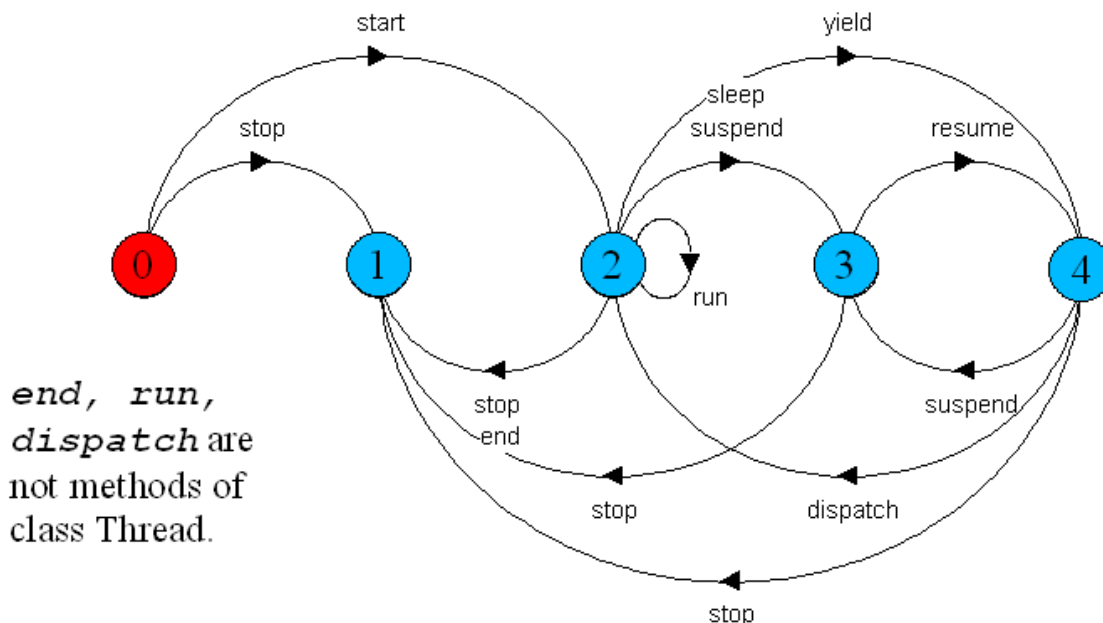 start
yield
stop
sleep
suspend
resume
0
1
2
3
4
run
end, run,
dispatch are
not methods of
class Thread.
stop
end
suspend
stop
dispatch
stop